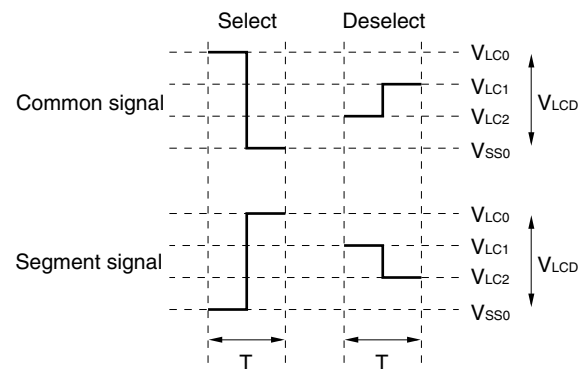 Select Deselect
VLC0
VLC1
Common signal
VLCD
VLC2
VSS0
VLC0
VLC1
Segment signal
VLCD
VLC2
VSS0
T T